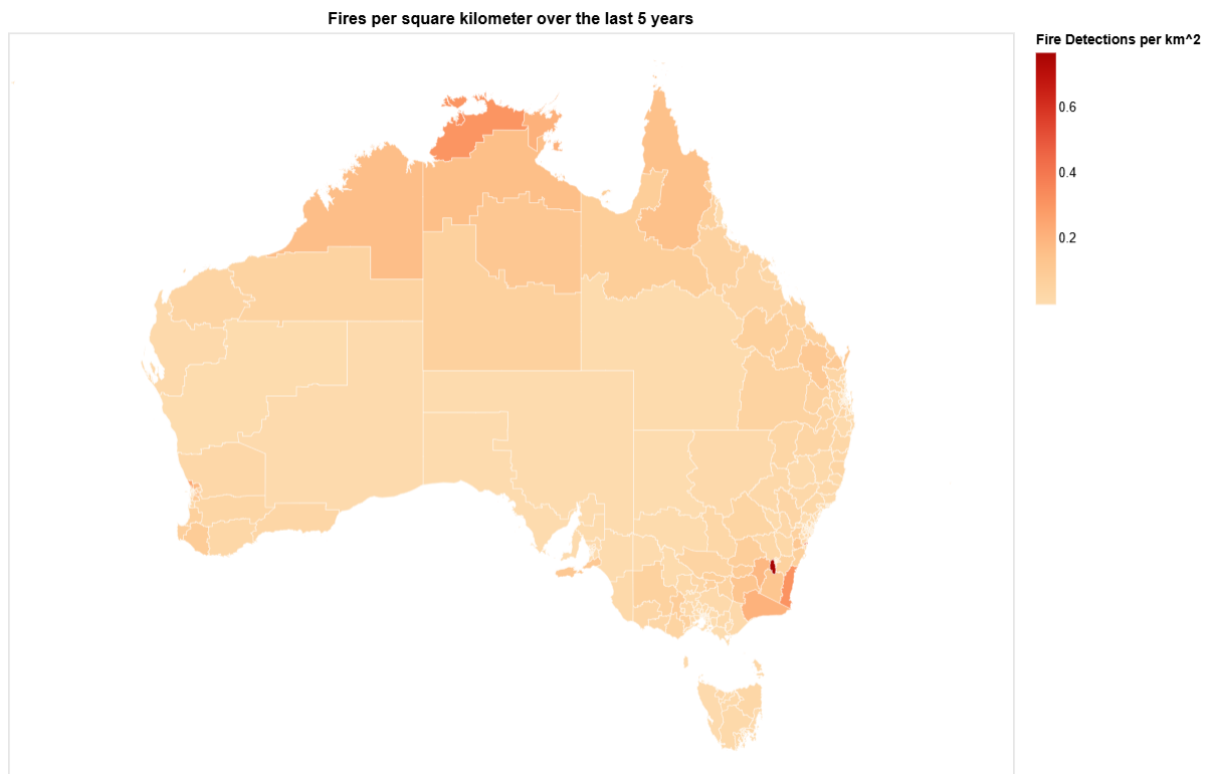 Fires per square kilometer over the last 5 years
Fire Detections per km^2
0.6
0.4
0.2